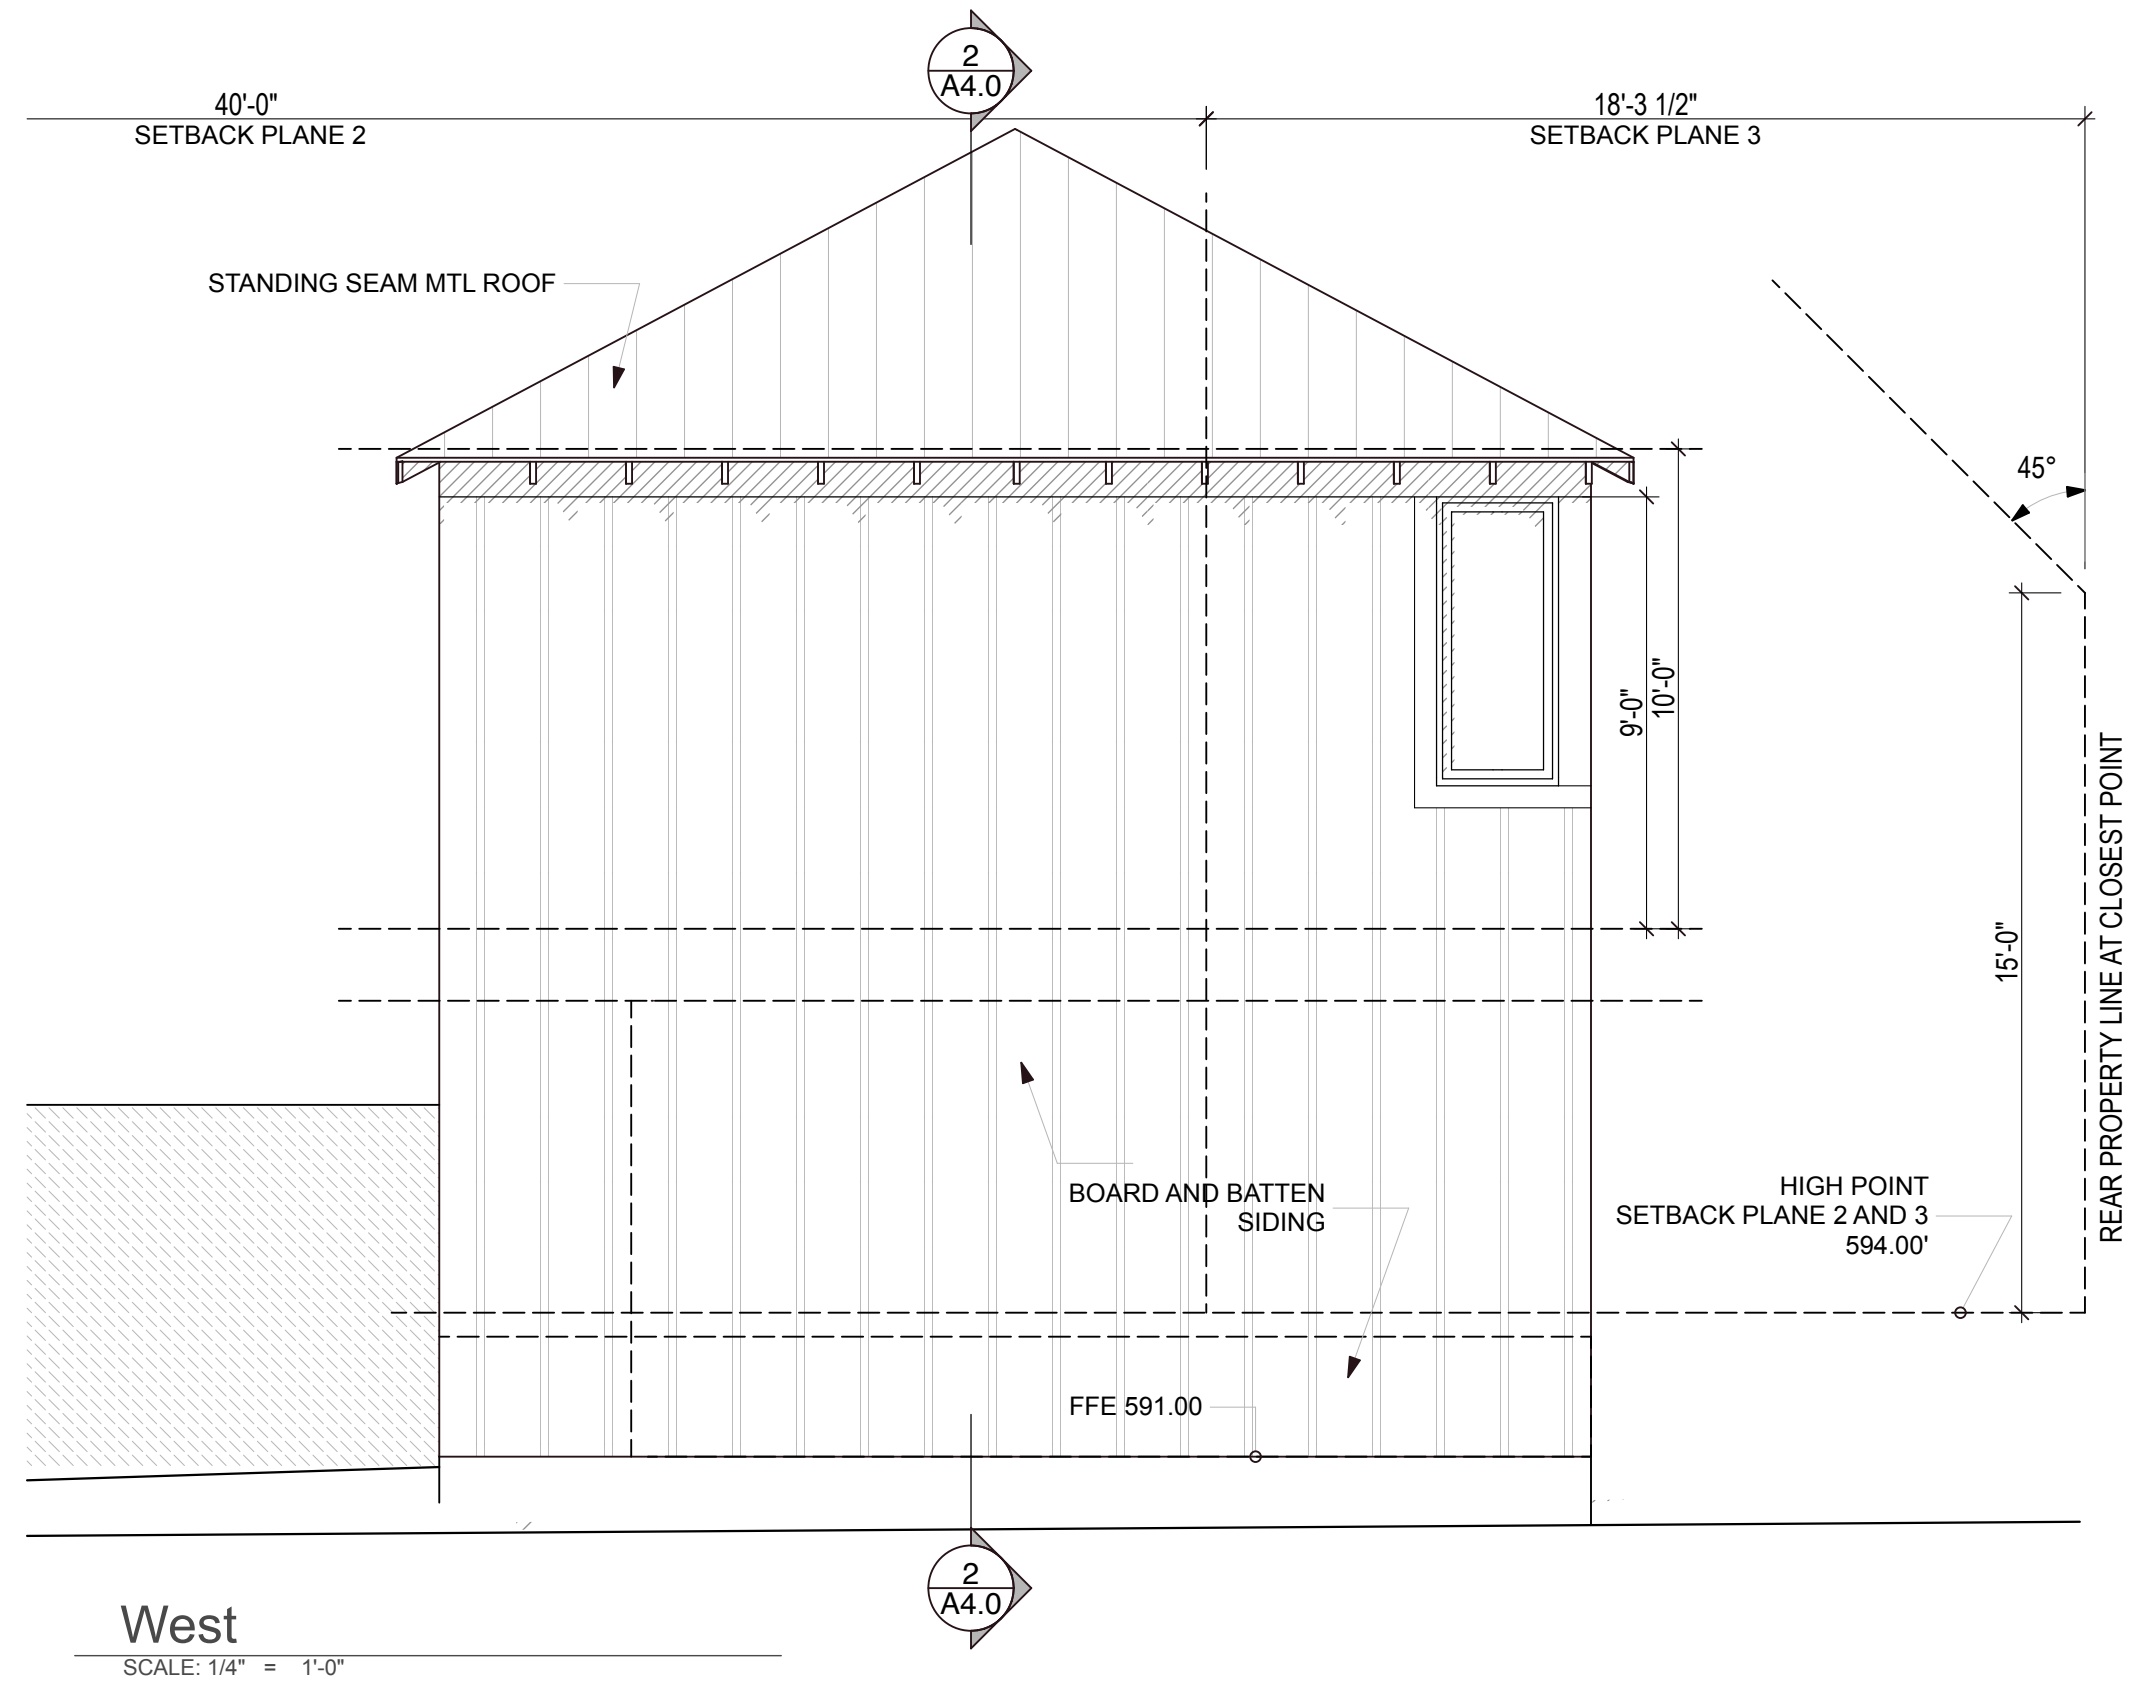 2
A4.0
40'-0"
SETBACK PLANE 2
18'-3 1/2"
SETBACK PLANE 3
STANDING SEAM MTL ROOF
45°
9'-0"
10'-0"
15'-0"
REAR PROPERTY LINE AT CLOSEST POINT
BOARD AND BATTEN
SIDING
HIGH POINT
SETBACK PLANE 2 AND 3
594.00'
FFE 591.00
2
A4.0
West
SCALE: 1/4" = 1'-0"